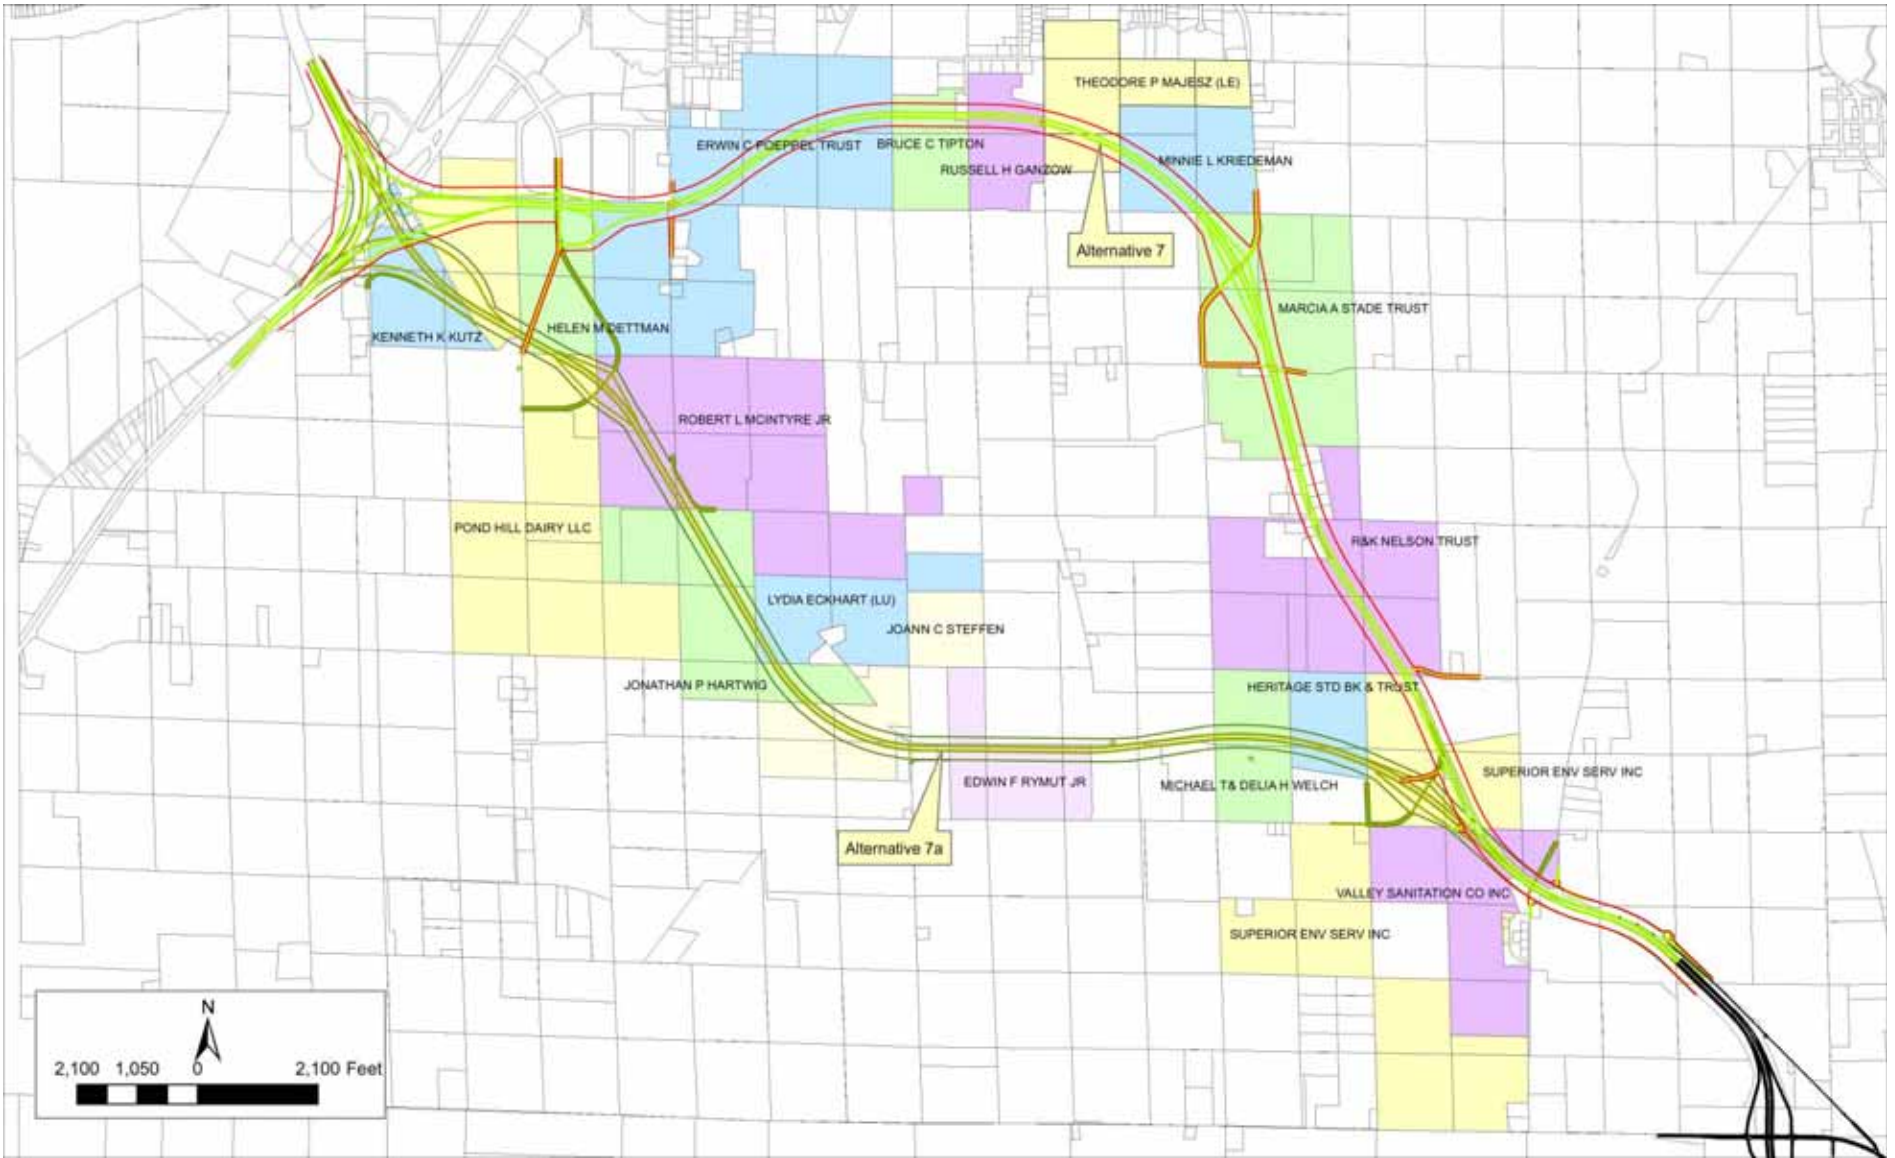 THEODORE P MAJESZ (LE)
ERWIN C POEPPEL TRUST
BRUCE C TIPTON
RUSSELL H GANZOW
MINNIE L KRIEDEMAN
Alternative 7
MARCIA A STADE TRUST
KENNETH K KUTZ
HELEN M DETTMAN
ROBERT L MCINTYRE JR
POND HILL DAIRY LLC
R&K NELSON TRUST
LYDIA ECKHART (LU)
JOANN C STEFFEN
JONATHAN P HARTWIG
HERITAGE STD BK & TRUST
EDWIN F RYMUT JR
MICHAEL T& DELIA H WELCH
SUPERIOR ENV SERV INC
Alternative 7a
VALLEY SANITATION CO INC
SUPERIOR ENV SERV INC
N
2,100 1,050 0 2,100 Feet